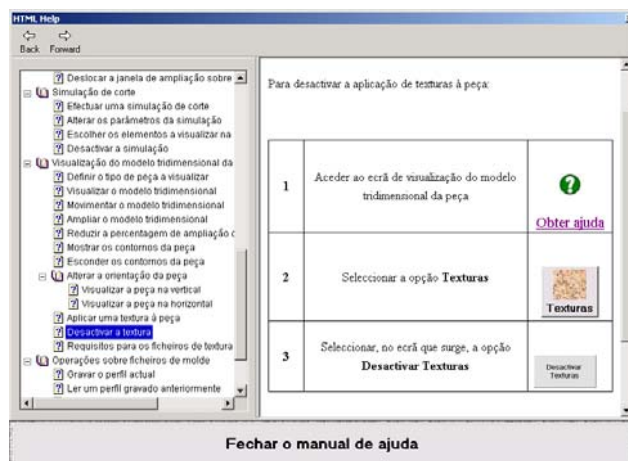 HTML Help
Back Forward
Deslocar a janela de ampliação sobre
Simulação de corte
Efectuar uma simulação de corte
Alterar os parâmetros da simulação
Escolher os elementos a visualizar na
Desactivar a simulação
Visualização do modelo tridimensional da
Definir o tipo de peça a visualizar
Visualizar o modelo tridimensional
Movimentar o modelo tridimensional
Ampliar o modelo tridimensional
Reduzir a percentagem de ampliação d
Mostrar os contornos da peça
Esconder os contornos da peça
Alterar a orientação da peça
Visualizar a peça na vertical
Visualizar a peça na horizontal
Aplicar uma textura à peça
Desactivar a textura
Requisitos para os ficheiros de textura
Operações sobre ficheiros de molde
Gravar o perfil actual
Ler um perfil gravado anteriormente
Para desactivar a aplicação de texturas à peça:
1
Aceder ao ecrã de visualização do modelo
tridimensional da peça
Obter ajuda
2
Seleccionar a opção Texturas
Texturas
3
Seleccionar, no ecrã que surge, a opção
Desactivar Texturas
Desactivar
Texturas
Fechar o manual de ajuda